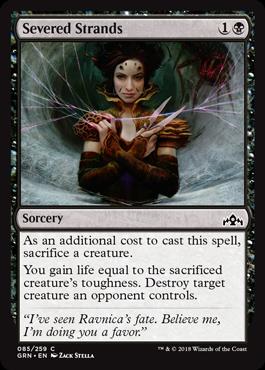 Severed Strands 1
Sorcery
As an additional cost to cast this spell,
sacrifice a creature.
You gain life equal to the sacrificed
creature's toughness. Destroy target
creature an opponent controls.
"I've seen Ravnica's fate. Believe me,
I'm doing you a favor."
085/259 C
GRN • EN ZACK STELLA
™ & © 2018 Wizards of the Coast